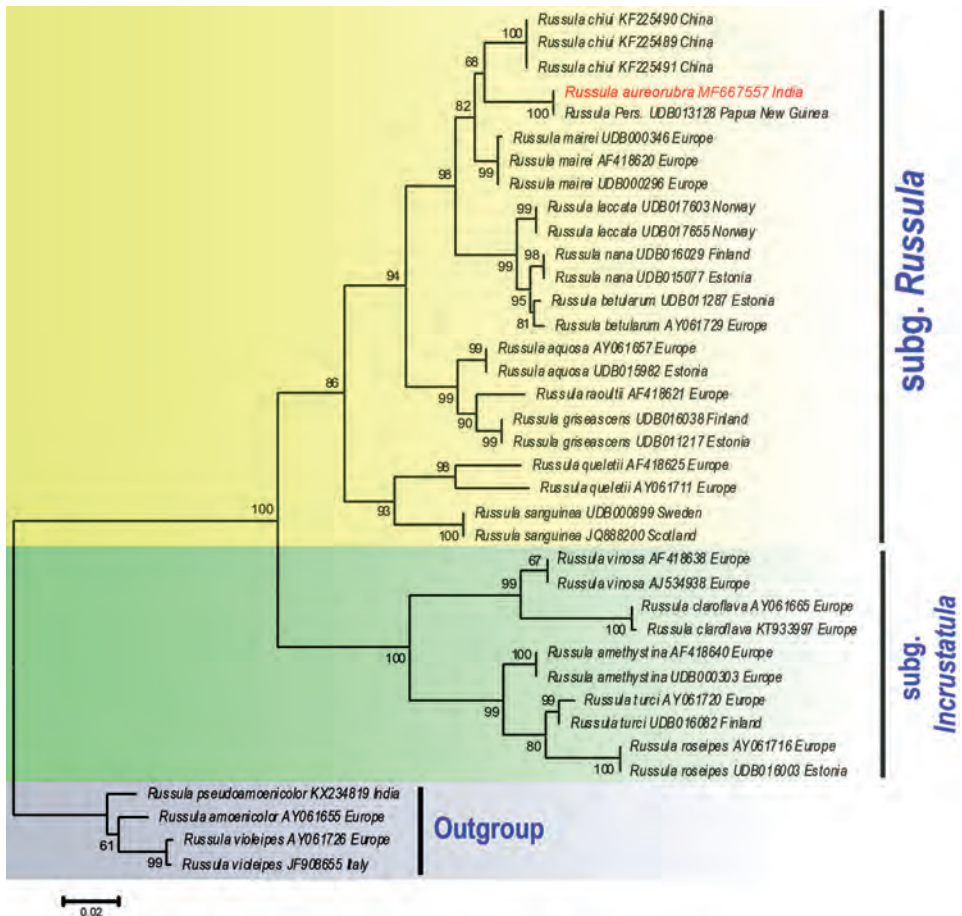 Russula chiui KF225490 China
100
Russula chiui KF225489 China
68
Russula chiui KF225491 China
Russula aureorubra MF667557 India
82
100
Russula Pers. UDB013128 Papua New Guinea
Russula mairei UDB000346 Europe
Russula mairei AF418620 Europe
98
99
Russula mairei UDB000296 Europe
99
Russula laccata UDB017603 Norway
Russula laccata UDB017655 Norway
98
Russula nana UDB016029 Finland
99
94
Russula nana UDB015077 Estonia
95
Russula betularum UDB011287 Estonia
81
Russula betularum AY061729 Europe
99
Russula aquosa AY061657 Europe
86
Russula aquosa UDB015982 Estonia
99
Russula raoultii AF418621 Europe
90
Russula griseascens UDB016038 Finland
99
Russula griseascens UDB011217 Estonia
98
Russula queletii AF418625 Europe
Russula queletii AY061711 Europe
93
Russula sanguinea UDB000899 Sweden
100
100
Russula sanguinea JQ888200 Scotland
subg. Russula
67
Russula vinosa AF418638 Europe
99
Russula vinosa AJ534938 Europe
Russula claroflava AY061665 Europe
100
Russula claroflava KT933997 Europe
100
100
Russula amethystina AF418640 Europe
Russula amethystina UDB000303 Europe
99
99
Russula turci AY061720 Europe
Russula turci UDB016082 Finland
80
Russula roseipes AY061716 Europe
100
Russula roseipes UDB016003 Estonia
subg.
Incrustatula
Russula pseudoamoenicolor KX234819 India
Russula amoenicolor AY061655 Europe
61
Russula violeipes AY061726 Europe
99
Russula violeipes JF908655 Italy
Outgroup
0.02